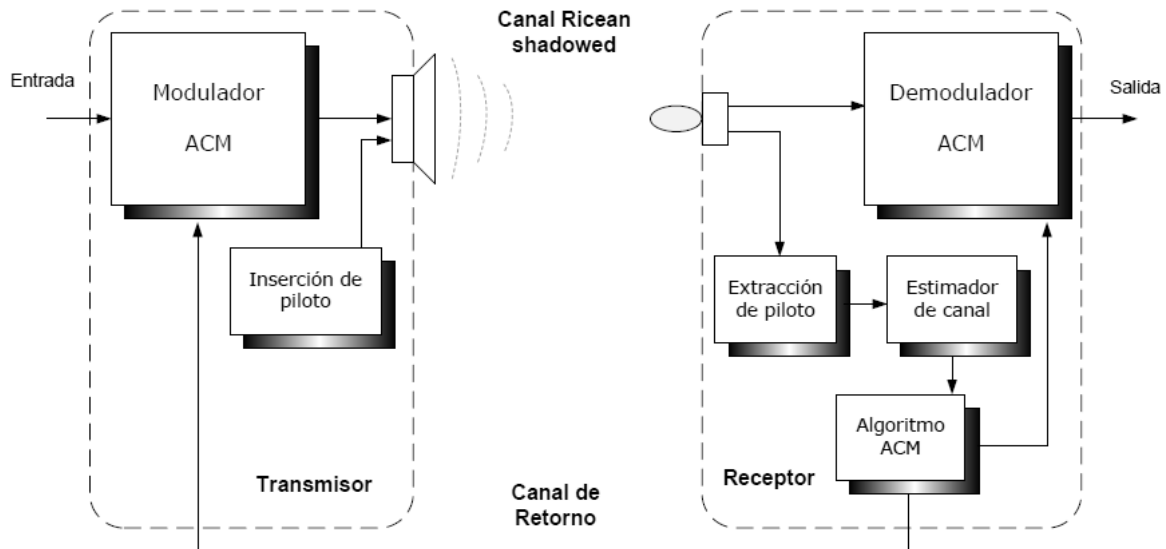 Canal Ricean
shadowed
Entrada
Modulador
ACM
Inserción de
piloto
Transmisor
Canal de
Retorno
Demodulador
ACM
Salida
Extracción
de piloto
Estimador
de canal
Algoritmo
ACM
Receptor